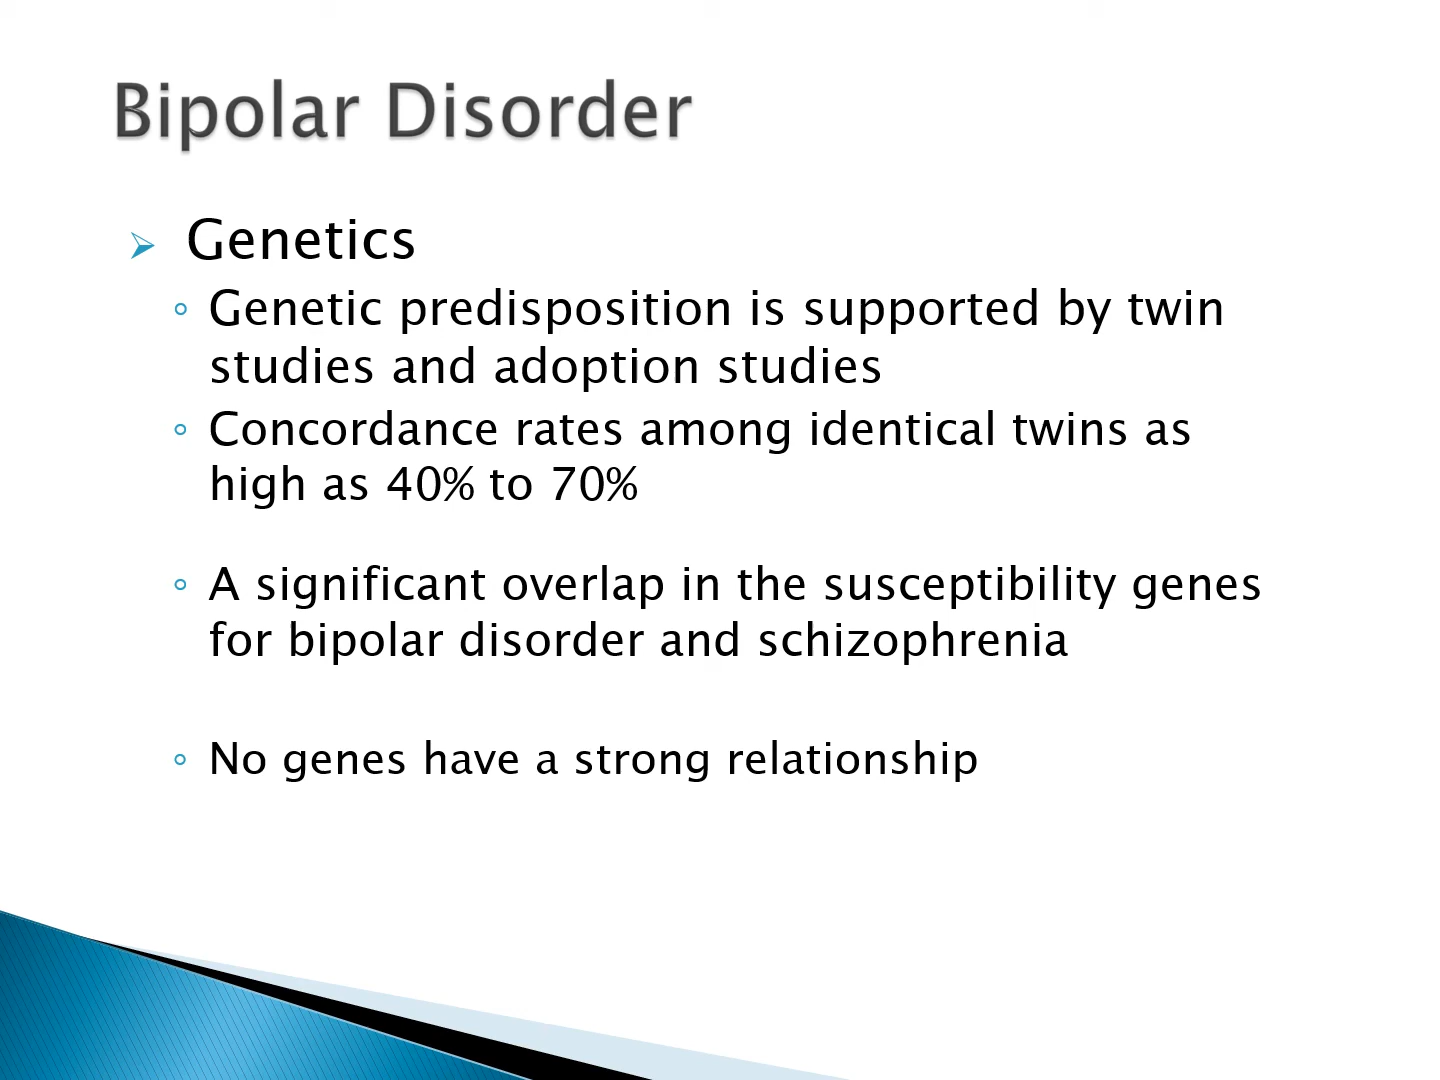 Bipolar Disorder
➢ Genetics
◦ Genetic predisposition is supported by twin
studies and adoption studies
◦ Concordance rates among identical twins as
high as 40% to 70%
◦ A significant overlap in the susceptibility genes
for bipolar disorder and schizophrenia
◦ No genes have a strong relationship